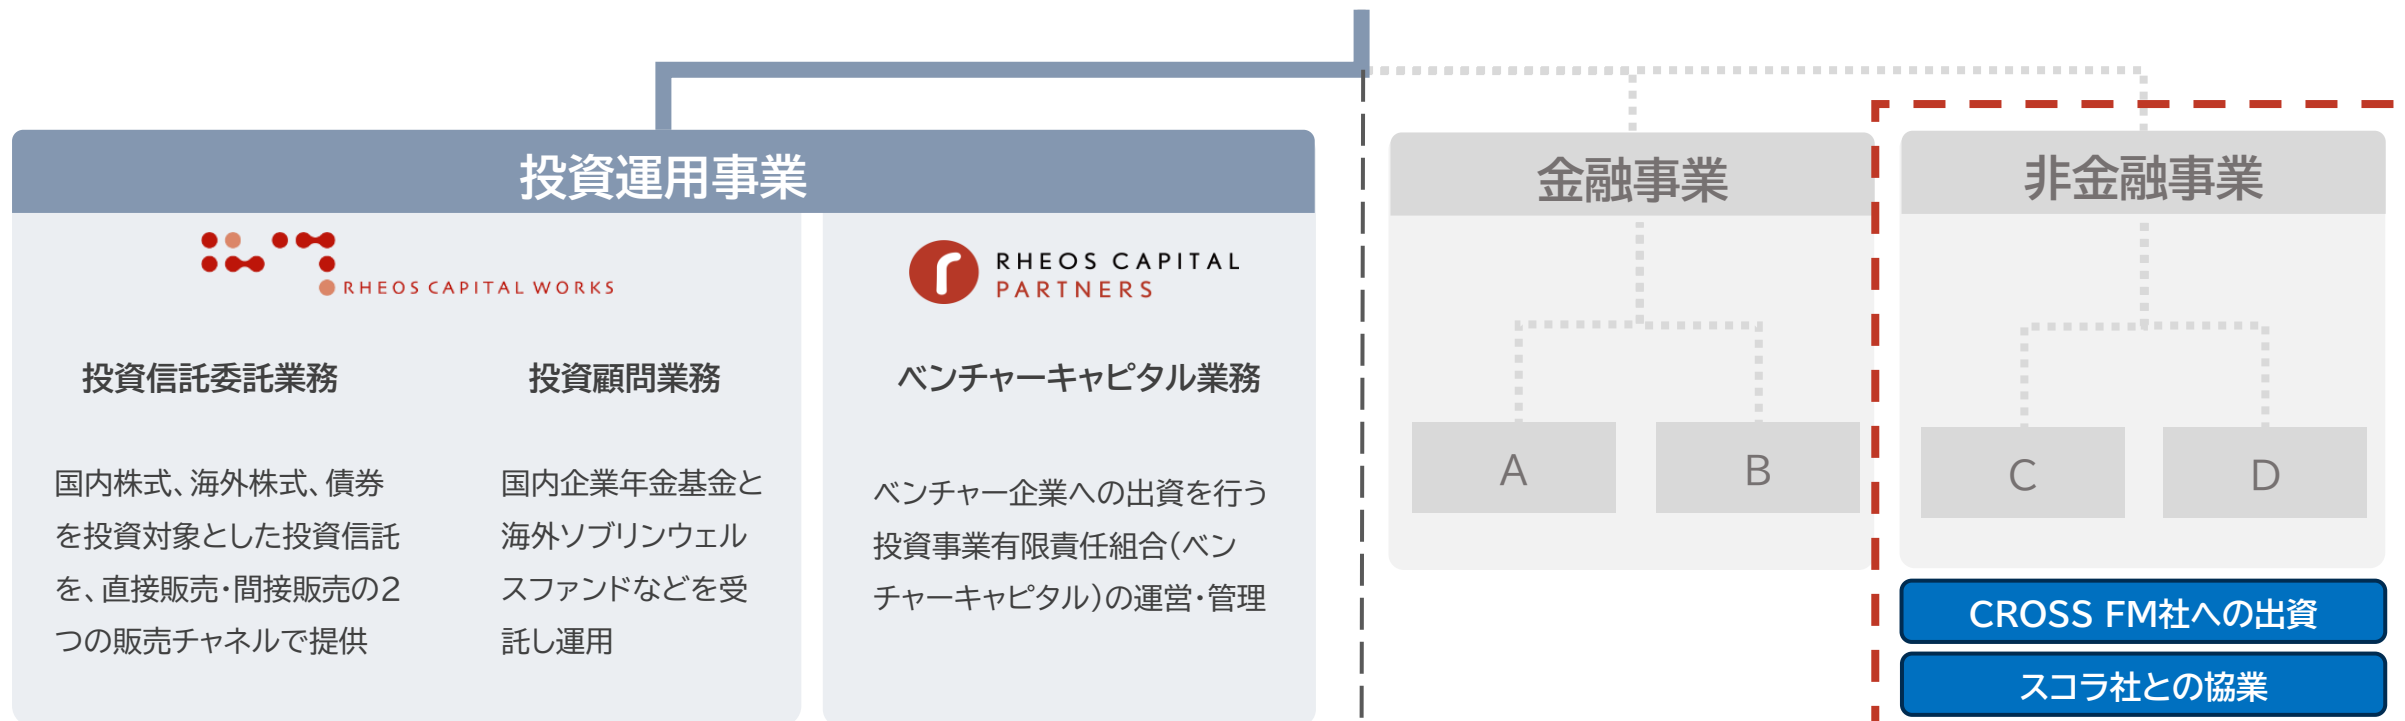 投資運用事業
RHEOS CAPITAL WORKS
投資信託委託業務
国内株式、海外株式、債券
を投資対象とした投資信託
を、直接販売・間接販売の2
つの販売チャネルで提供
投資顧問業務
国内企業年金基金と
海外ソブリンウェル
スファンドなどを受
託し運用
RHEOS CAPITAL
PARTNERS
ベンチャーキャピタル業務
ベンチャー企業への出資を行う
投資事業有限責任組合(ベン
チャーキャピタル)の運営・管理
金融事業
A
B
非金融事業
C
D
CROSS FM社への出資
スコラ社との協業